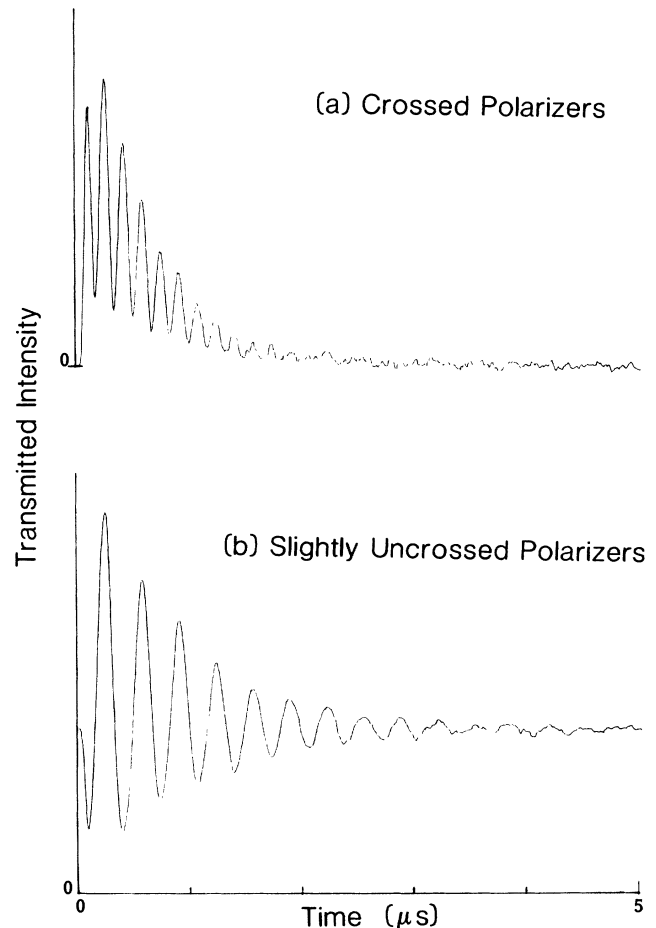 (a) Crossed Polarizers
0
Transmitted Intensity
(b) Slightly Uncrossed Polarizers
0
0
5
Time (μs)